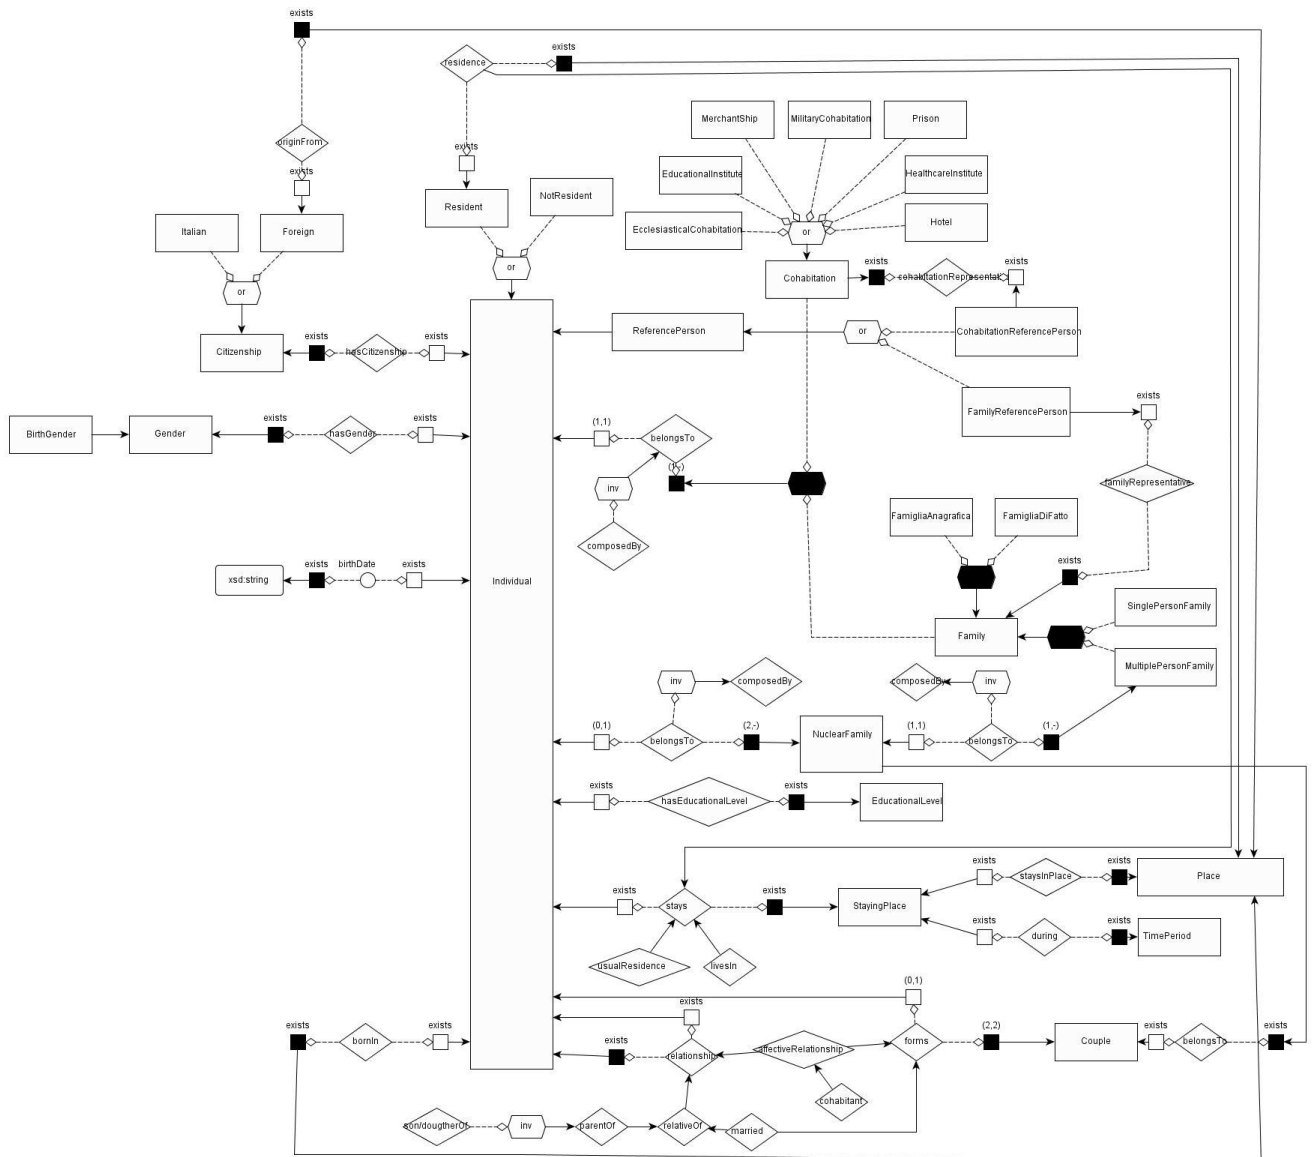 exists
exists
residence
MerchantShip
MilitaryCohabitation
Prison
originFrom
exists
EducationalInstitute
HealthcareInstitute
exists
NotResident
Resident
Hotel
Italian
Foreign
EcclesiasticalCohabitation
or
or
exists
exists
Cohabitation
cohabitationRepresentati
or
exists
exists
ReferencePerson
or
CohabitationReferencePerson
Citizenship
hasCitizenship
exists
FamilyReferencePerson
exists
exists
(1,1)
belongsTo
BirthGender
Gender
hasGender
inv
familyRepresentative
FamigliaAnagrafica
FamigliaDiFatto
composedBy
exists
birthDate
exists
exists
xsd:string
Individual
SinglePersonFamily
Family
MultiplePersonFamily
inv
composedBy
composedBy
inv
(0,1)
(2,-)
(1,1)
(1,-)
belongsTo
NuclearFamily
belongsTo
exists
exists
hasEducationalLevel
EducationalLevel
exists
exists
staysInPlace
Place
exists
exists
stays
StayingPlace
exists
exists
during
TimePeriod
usualResidence
livesIn
(0,1)
exists
exists
exists
exists
(2,2)
exists
exists
bornIn
relationship
affectiveRelationship
forms
Couple
belongsTo
cohabitant
son/dougtherOf
inv
parentOf
relativeOf
married